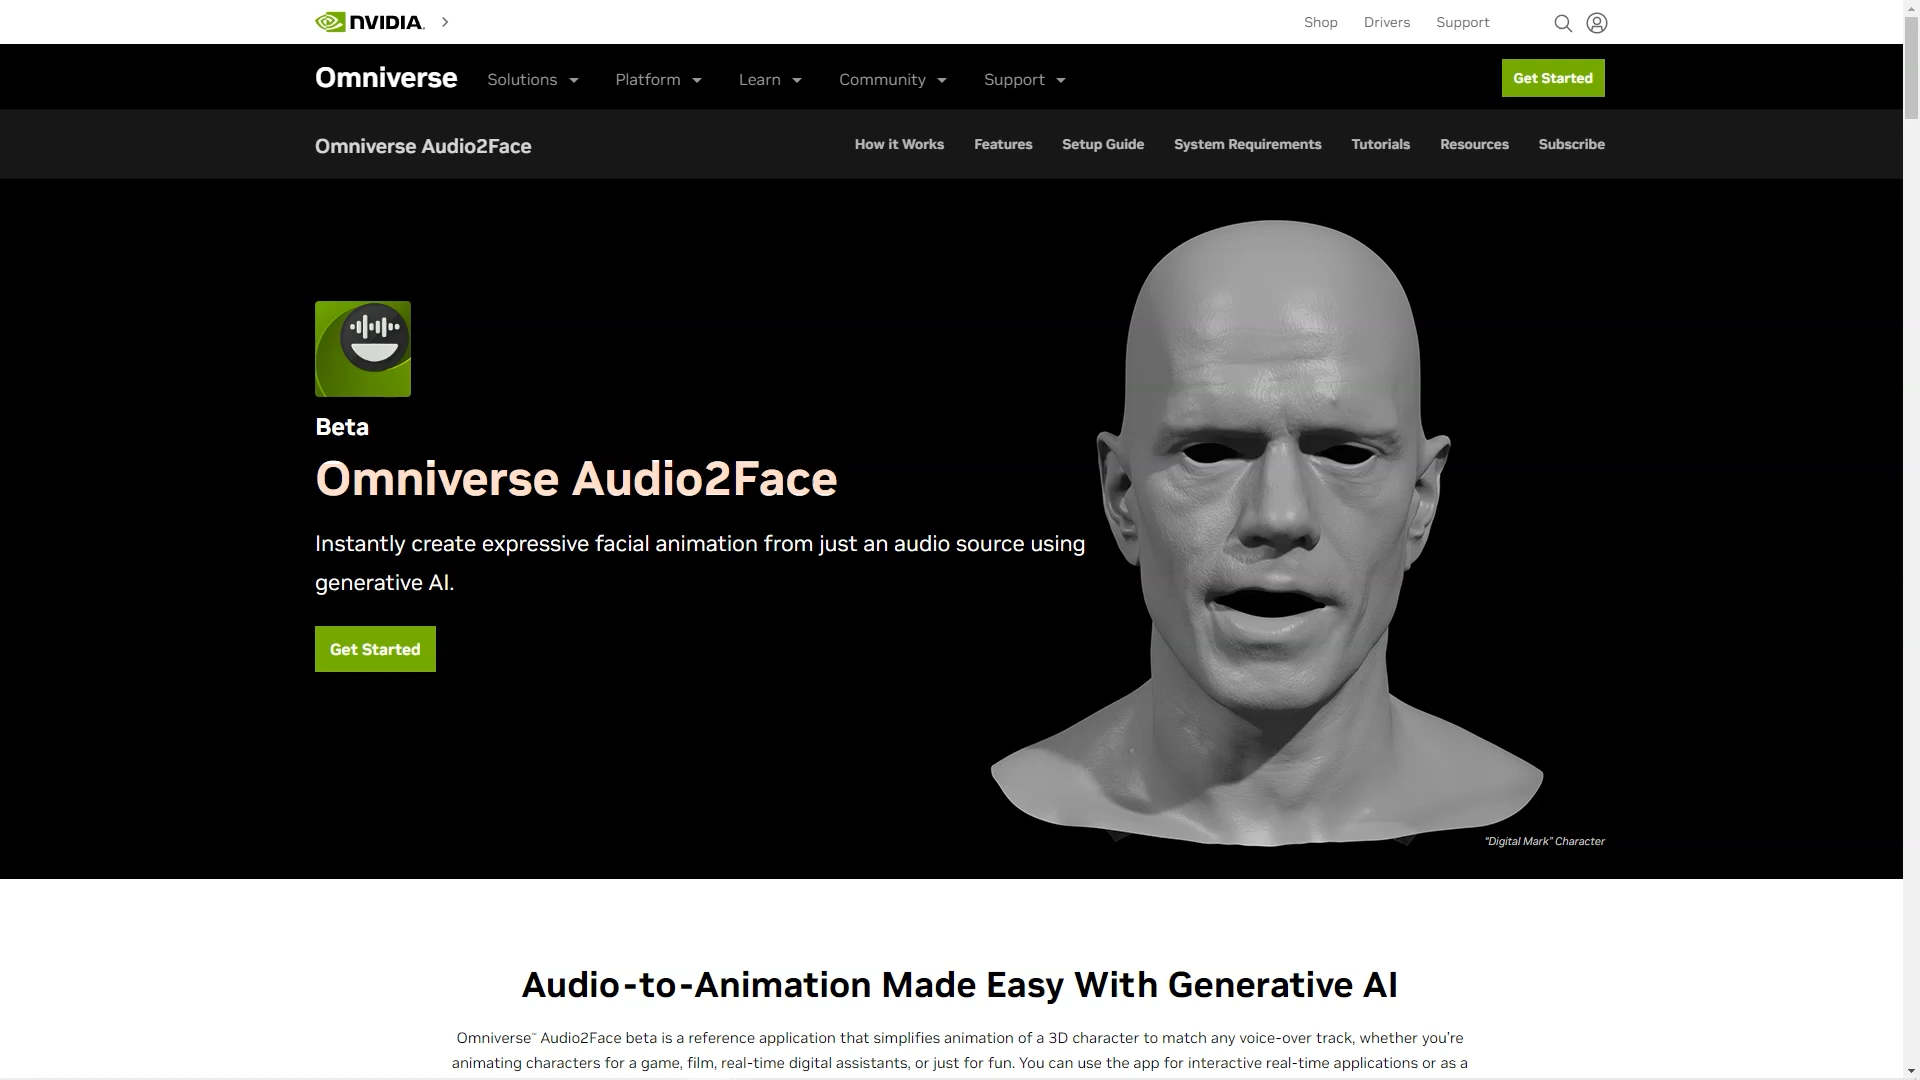 NVIDIA.
Shop Drivers Support
Omniverse Solutions Platform Learn Community Support Get Started
Omniverse Audio2Face How it Works Features Setup Guide System Requirements Tutorials Resources Subscribe
Beta
Omniverse Audio2Face
Instantly create expressive facial animation from just an audio source using
generative AI.
Get Started
“Digital Mark” Character
Audio-to-Animation Made Easy With Generative AI
Omniverse™ Audio2Face beta is a reference application that simplifies animation of a 3D character to match any voice-over track, whether you’re
animating characters for a game, film, real-time digital assistants, or just for fun. You can use the app for interactive real-time applications or as a